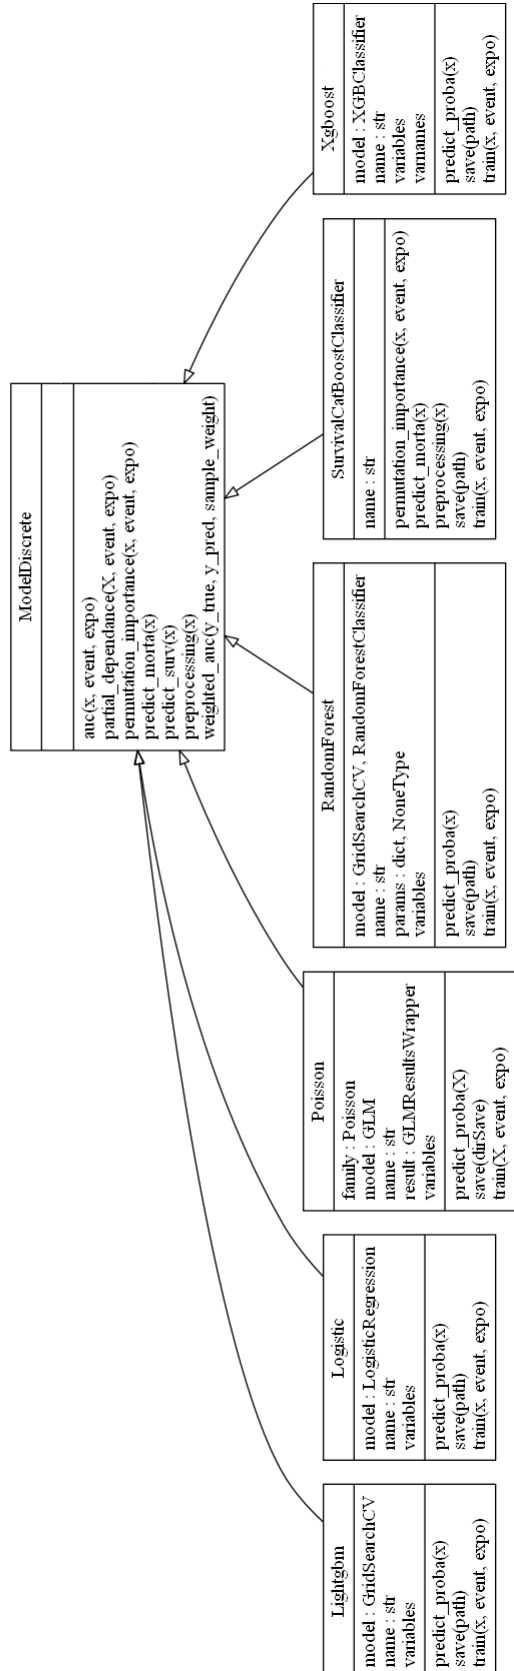 ModelDiscrete
auc(x, event, expo)
partial_dependance(X, event, expo)
permutation_importance(x, event, expo)
predict_morta(x)
predict_surv(x)
preprocessing(x)
weighted_auc(y_true, y_pred, sample_weight)
Lightgbm
model : GridSearchCV
name : str
variables
predict_proba(x)
save(path)
train(x, event, expo)
Logistic
model : LogisticRegression
name : str
variables
predict_proba(x)
save(path)
train(x, event, expo)
Poisson
family : Poisson
model : GLM
name : str
result : GLMResultsWrapper
variables
predict_proba(X)
save(dirSave)
train(X, event, expo)
RandomForest
model : GridSearchCV, RandomForestClassifier
name : str
params : dict, NoneType
variables
predict_proba(x)
save(path)
train(x, event, expo)
SurvivalCatBoostClassifier
name : str
permutation_importance(x, event, expo)
predict_morta(x)
preprocessing(x)
save(path)
train(x, event, expo)
Xgboost
model : XGBClassifier
name : str
variables
varnames
predict_proba(x)
save(path)
train(x, event, expo)